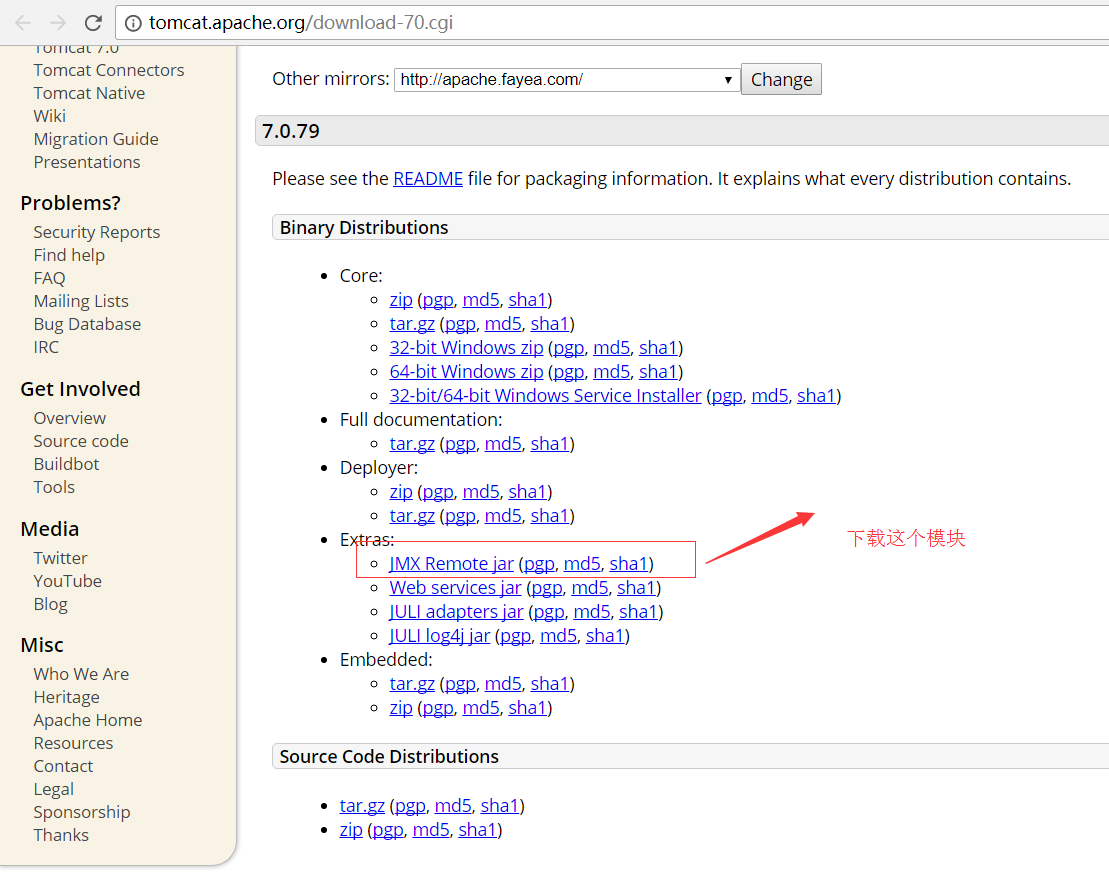 tomcat.apache.org/download-70.cgi
Tomcat 7.0
Tomcat Connectors
Tomcat Native
Wiki
Migration Guide
Presentations
Problems?
Security Reports
Find help
FAQ
Mailing Lists
Bug Database
IRC
Get Involved
Overview
Source code
Buildbot
Tools
Media
Twitter
YouTube
Blog
Misc
Who We Are
Heritage
Apache Home
Resources
Contact
Legal
Sponsorship
Thanks
Other mirrors: http://apache.fayea.com/ Change
7.0.79
Please see the README file for packaging information. It explains what every distribution contains.
Binary Distributions
Core:
zip (pgp, md5, sha1)
tar.gz (pgp, md5, sha1)
32-bit Windows zip (pgp, md5, sha1)
64-bit Windows zip (pgp, md5, sha1)
32-bit/64-bit Windows Service Installer (pgp, md5, sha1)
Full documentation:
tar.gz (pgp, md5, sha1)
Deployer:
zip (pgp, md5, sha1)
tar.gz (pgp, md5, sha1)
Extras:
JMX Remote jar (pgp, md5, sha1)
下载这个模块
Web services jar (pgp, md5, sha1)
JULI adapters jar (pgp, md5, sha1)
JULI log4j jar (pgp, md5, sha1)
Embedded:
tar.gz (pgp, md5, sha1)
zip (pgp, md5, sha1)
Source Code Distributions
tar.gz (pgp, md5, sha1)
zip (pgp, md5, sha1)